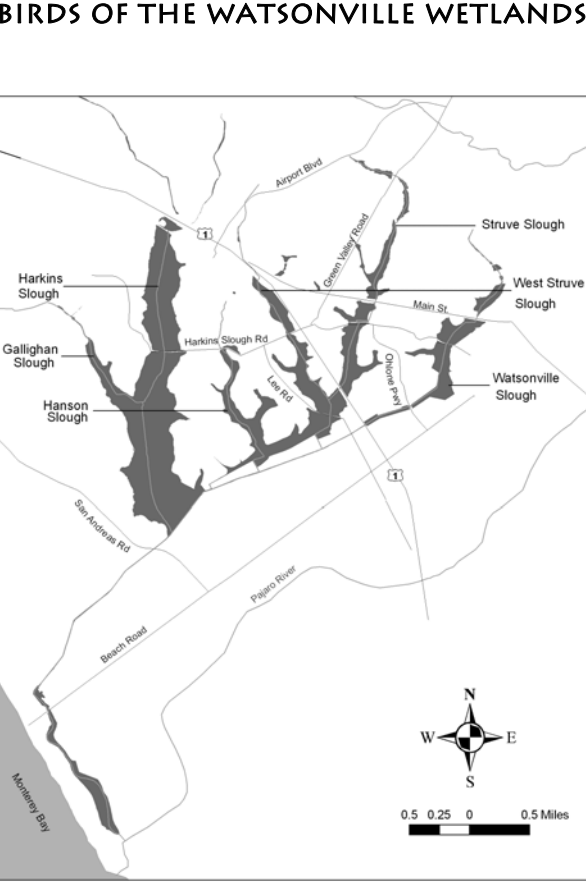 BIRDS OF THE WATSONVILLE WETLANDS
Airport Blvd
1
Green Valley Road
Struve Slough
Harkins
Slough
West Struve
Slough
Main St.
Harkins Slough Rd
Gallighan
Slough
Lee Rd
Ohlone Pwy
Watsonville
Slough
Hanson
Slough
1
San Andreas Rd
Pajaro River
Beach Road
Monterey Bay
N
W
E
S
0.5 0.25 0 0.5 Miles